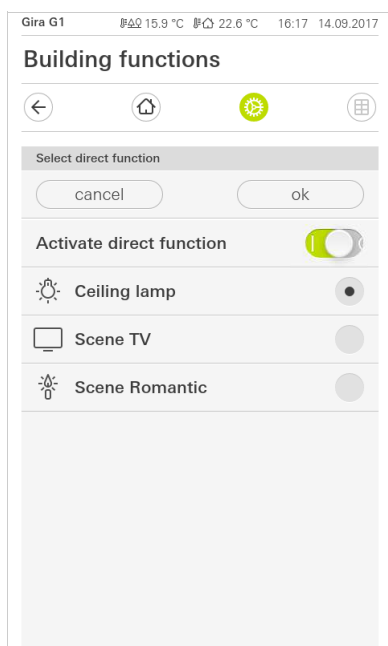 Gira G1 15.9 °C 22.6 °C 16:17 14.09.2017
Building functions
Select direct function
cancel ok
Activate direct function
Ceiling lamp
Scene TV
Scene Romantic